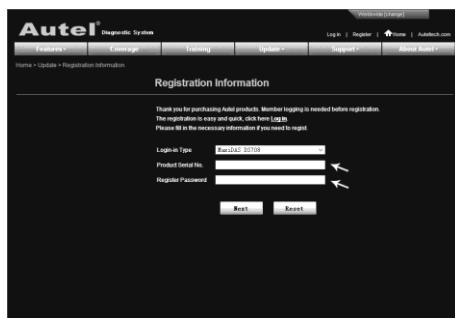 Worldwide [change]
Autel® Diagnostic System
Log in | Register | Home | Auteltech.com
Features Coverage Training Update Support About Autel
Home > Update > Registration Information
Registration Information
Thank you for purchasing Autel products. Member logging is needed before registration.
The registration is easy and quick, click here Log in.
Please fill in the necessary information if you need to regist.
Login-in Type MaxiDAS DS708
Product Serial No.
Register Password
Next Reset